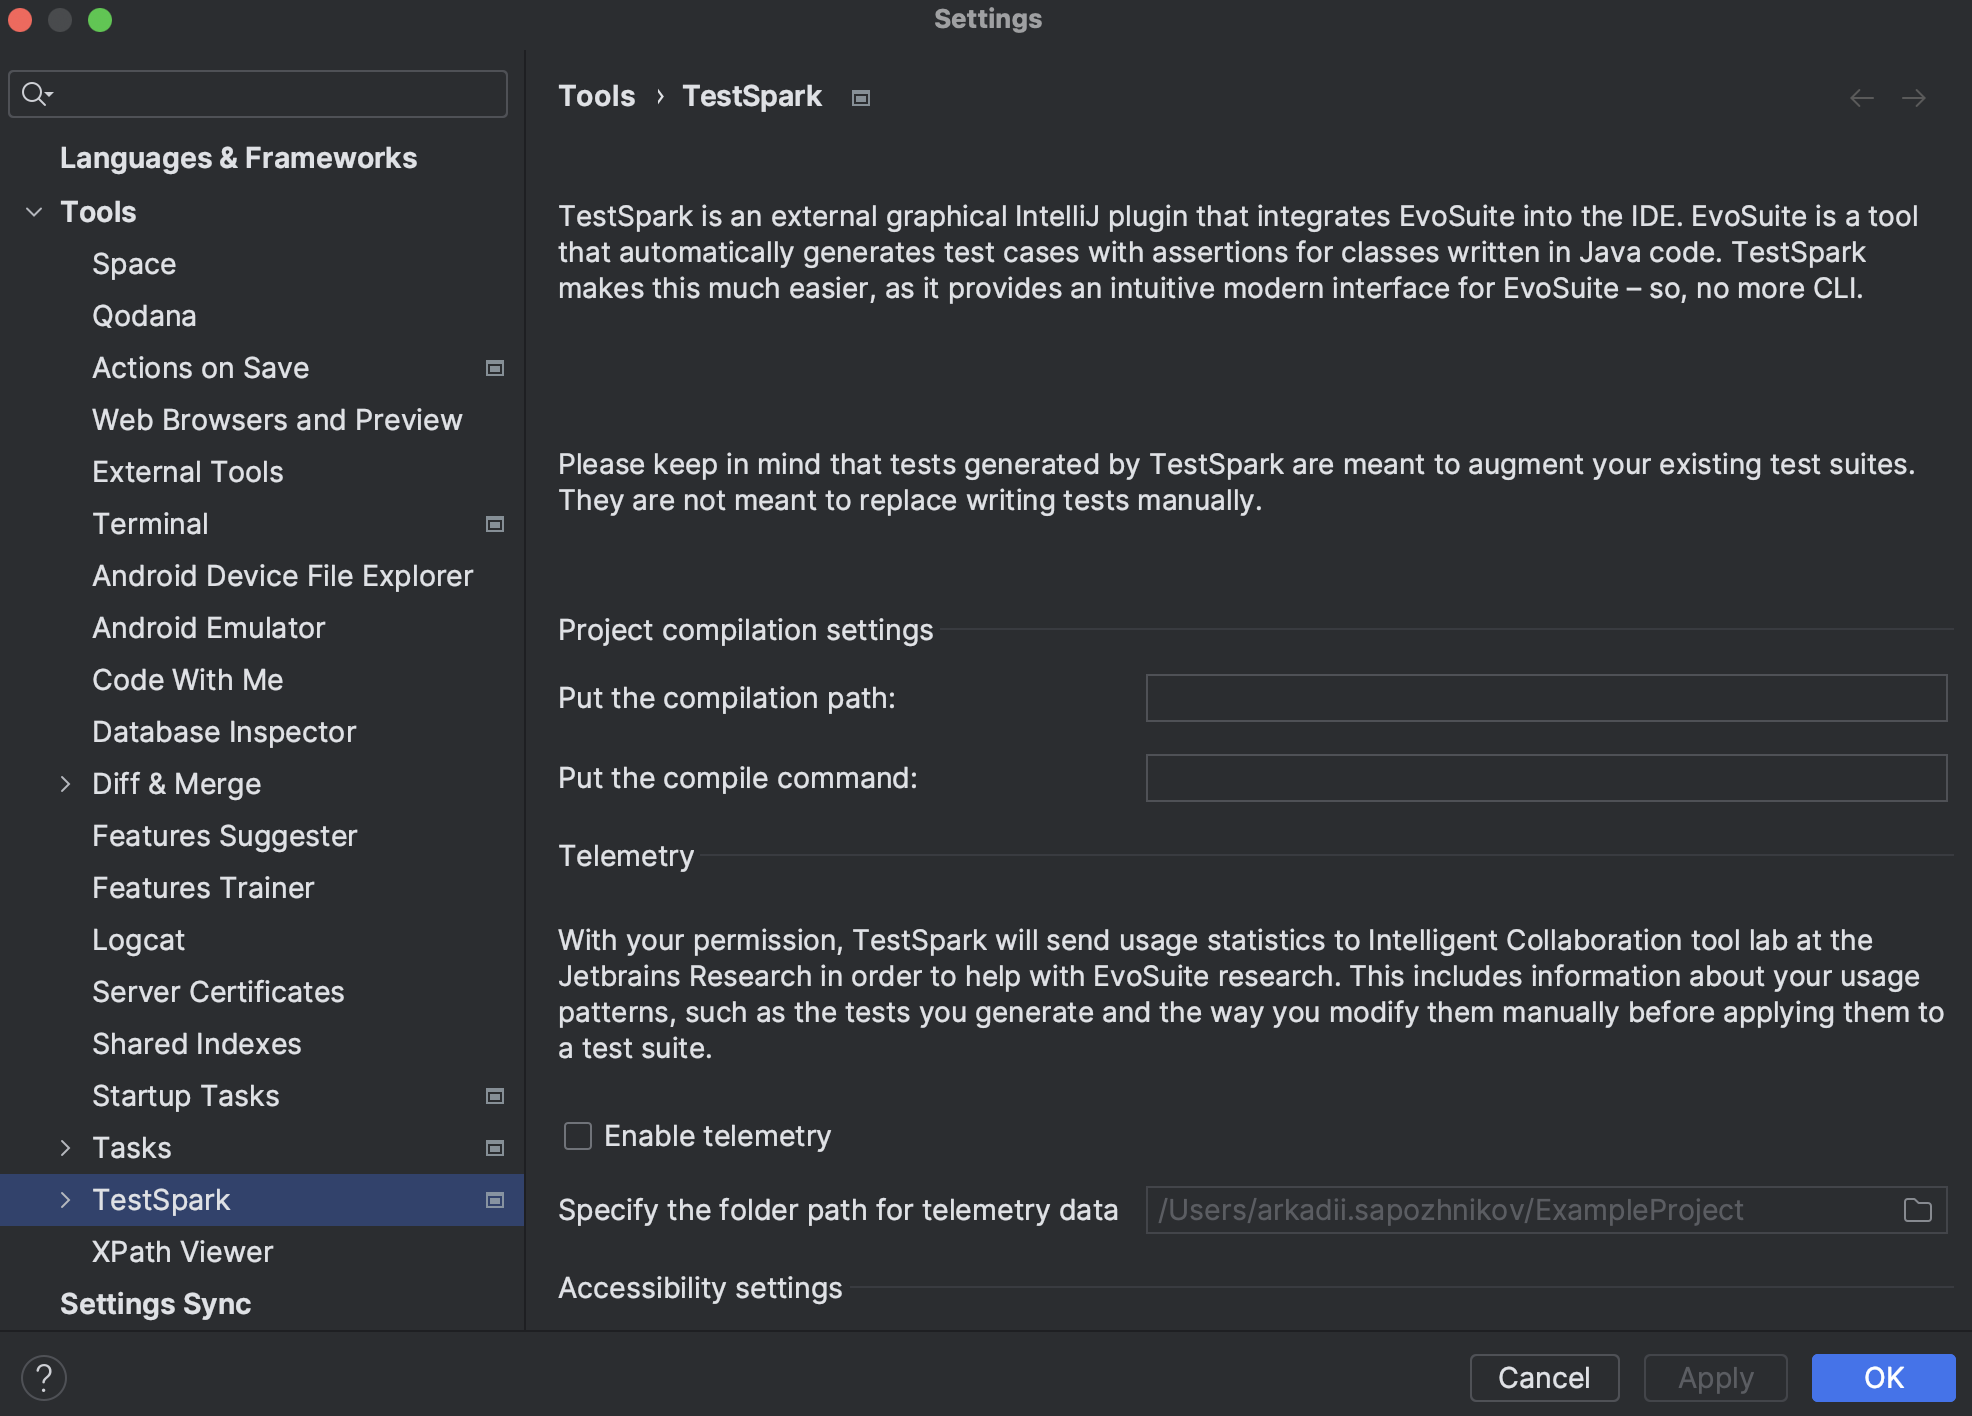 Settings
Languages & Frameworks
Tools
Space
Qodana
Actions on Save
Web Browsers and Preview
External Tools
Terminal
Android Device File Explorer
Android Emulator
Code With Me
Database Inspector
Diff & Merge
Features Suggester
Features Trainer
Logcat
Server Certificates
Shared Indexes
Startup Tasks
Tasks
TestSpark
XPath Viewer
Settings Sync
Tools › TestSpark
TestSpark is an external graphical IntelliJ plugin that integrates EvoSuite into the IDE. EvoSuite is a tool
that automatically generates test cases with assertions for classes written in Java code. TestSpark
makes this much easier, as it provides an intuitive modern interface for EvoSuite – so, no more CLI.
Please keep in mind that tests generated by TestSpark are meant to augment your existing test suites.
They are not meant to replace writing tests manually.
Project compilation settings
Put the compilation path:
Put the compile command:
Telemetry
With your permission, TestSpark will send usage statistics to Intelligent Collaboration tool lab at the
Jetbrains Research in order to help with EvoSuite research. This includes information about your usage
patterns, such as the tests you generate and the way you modify them manually before applying them to
a test suite.
Enable telemetry
Specify the folder path for telemetry data /Users/arkadii.sapozhnikov/ExampleProject
Accessibility settings
? Cancel Apply OK